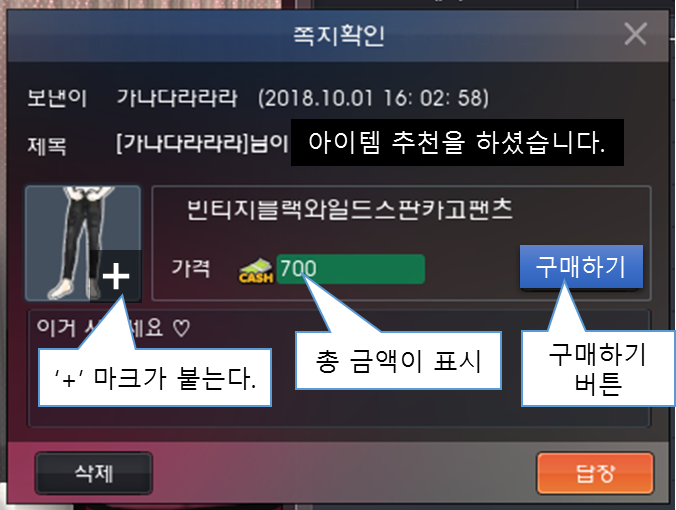 쪽지확인
보낸이 가나다라라라 (2018.10.01 16: 02: 58)
제목 [가나다라라라]님이 아이템 추천을 하셨습니다.
빈티지블랙와일드스판카고팬츠
+
가격 CASH 700
구매하기
이거 세요 ♡
'+' 마크가 붙는다.
총 금액이 표시
구매하기
버튼
삭제
답장